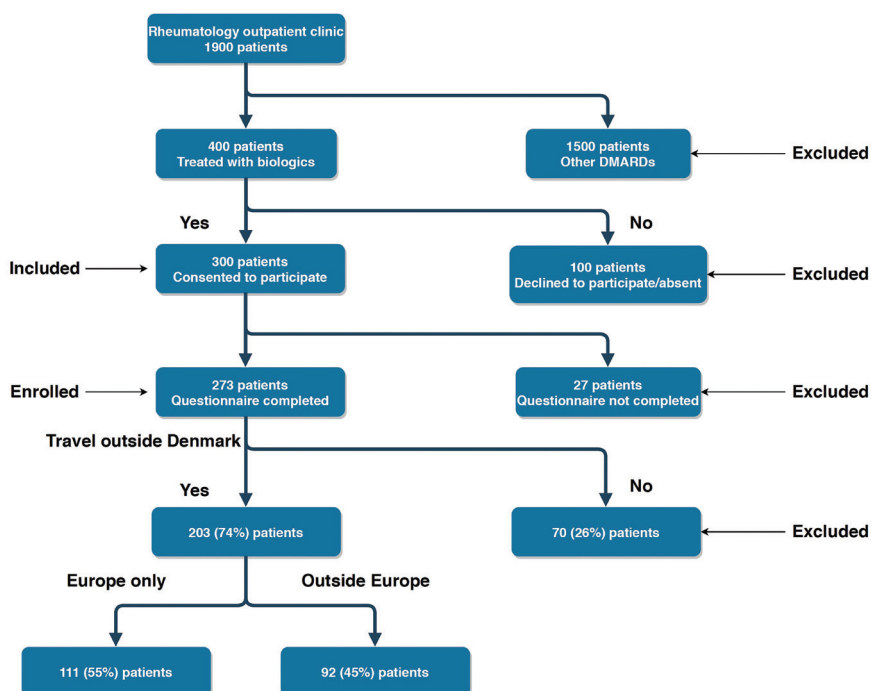 Rheumatology outpatient clinic
1900 patients
400 patients
Treated with biologics
1500 patients
Other DMARDs
Excluded
Yes
No
Included
300 patients
Consented to participate
100 patients
Declined to participate/absent
Excluded
Enrolled
273 patients
Questionnaire completed
27 patients
Questionnaire not completed
Excluded
Travel outside Denmark
Yes
No
203 (74%) patients
70 (26%) patients
Excluded
Europe only
Outside Europe
111 (55%) patients
92 (45%) patients